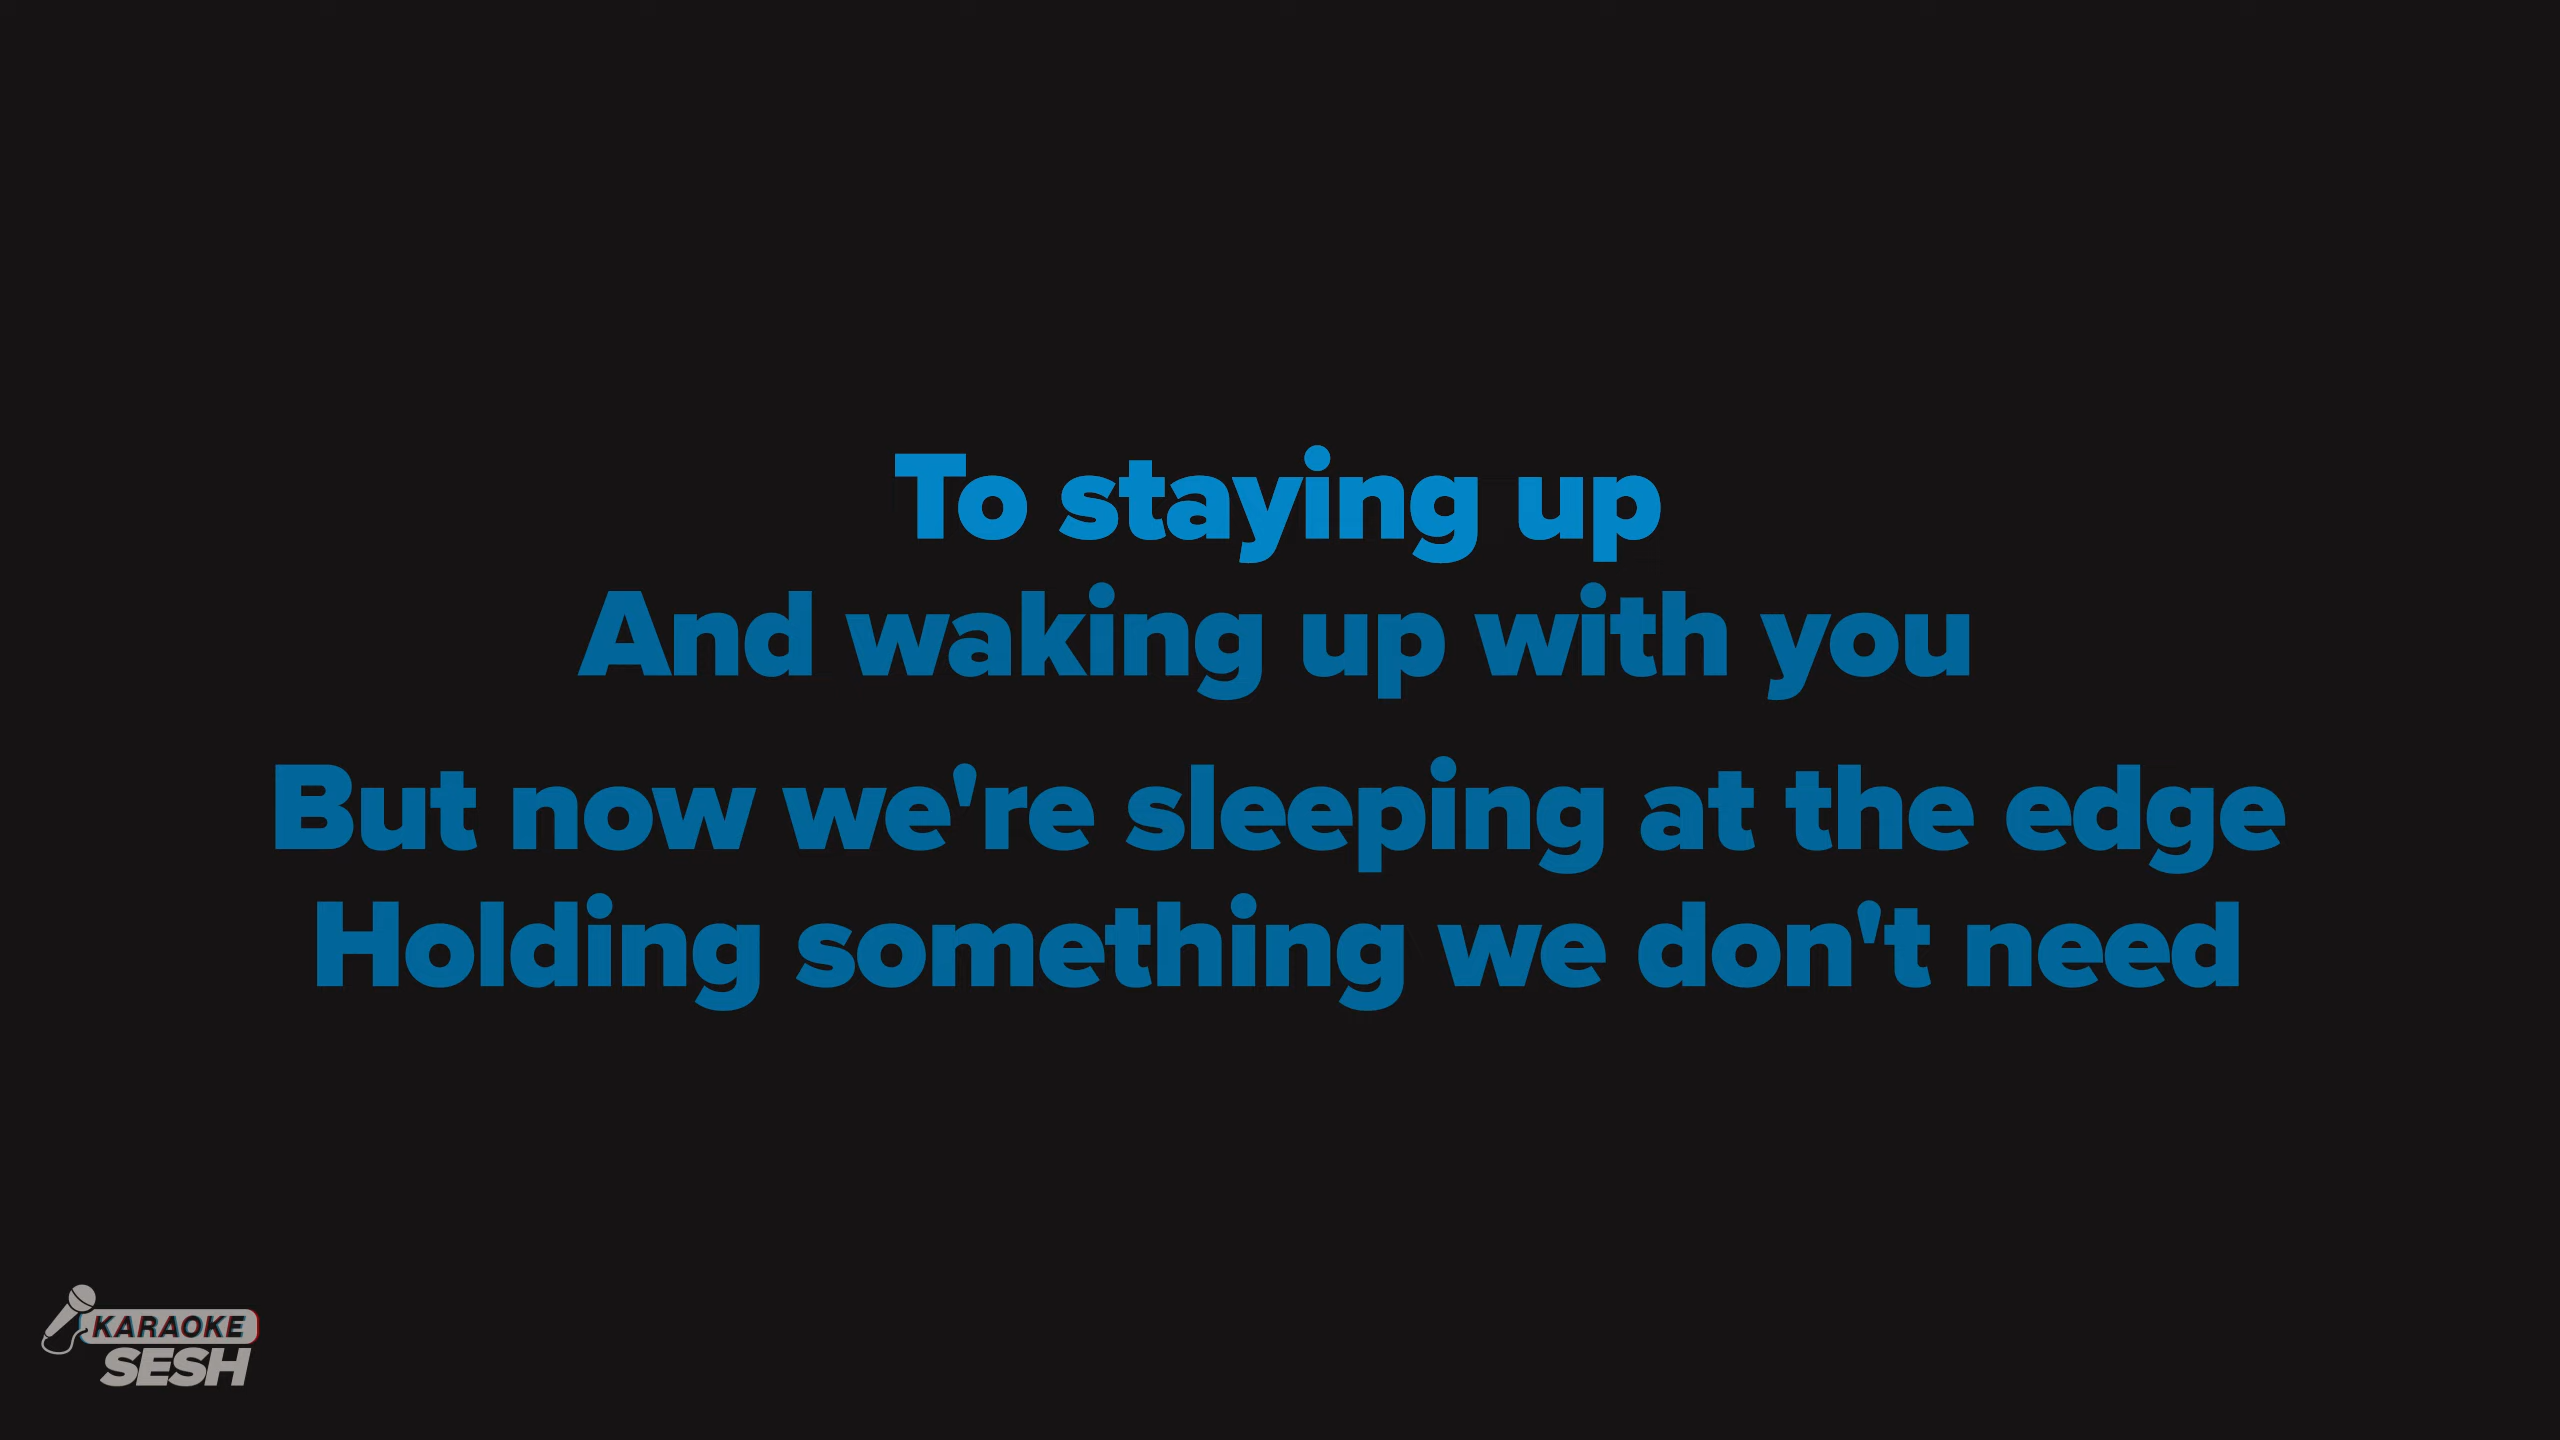 To staying up
And waking up with you
But now we're sleeping at the edge
Holding something we don't need
KARAOKE
SESH